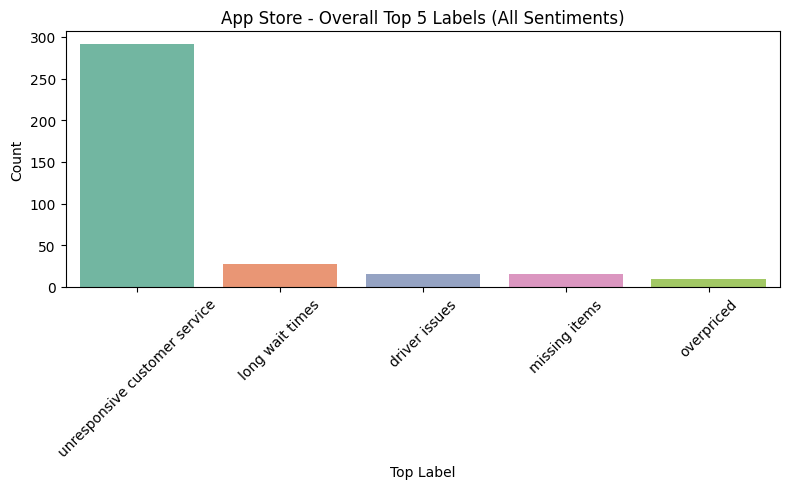 App Store - Overall Top 5 Labels (All Sentiments)
Count
300
250
200
150
100
50
0
unresponsive customer service
long wait times
driver issues
missing items
overpriced
Top Label